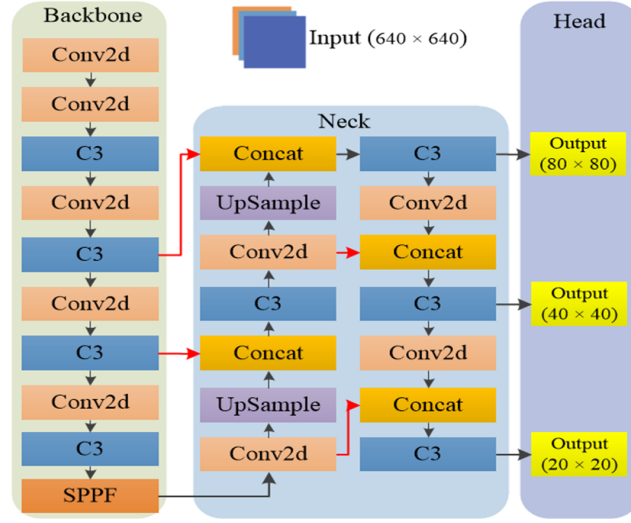 Backbone
Conv2d
Conv2d
C3
Conv2d
C3
Conv2d
C3
Conv2d
C3
SPPF
Input (640 × 640)
Neck
Concat
UpSample
Conv2d
C3
Concat
UpSample
Conv2d
C3
Conv2d
Concat
C3
Conv2d
Concat
C3
Head
Output
(80 × 80)
Output
(40 × 40)
Output
(20 × 20)